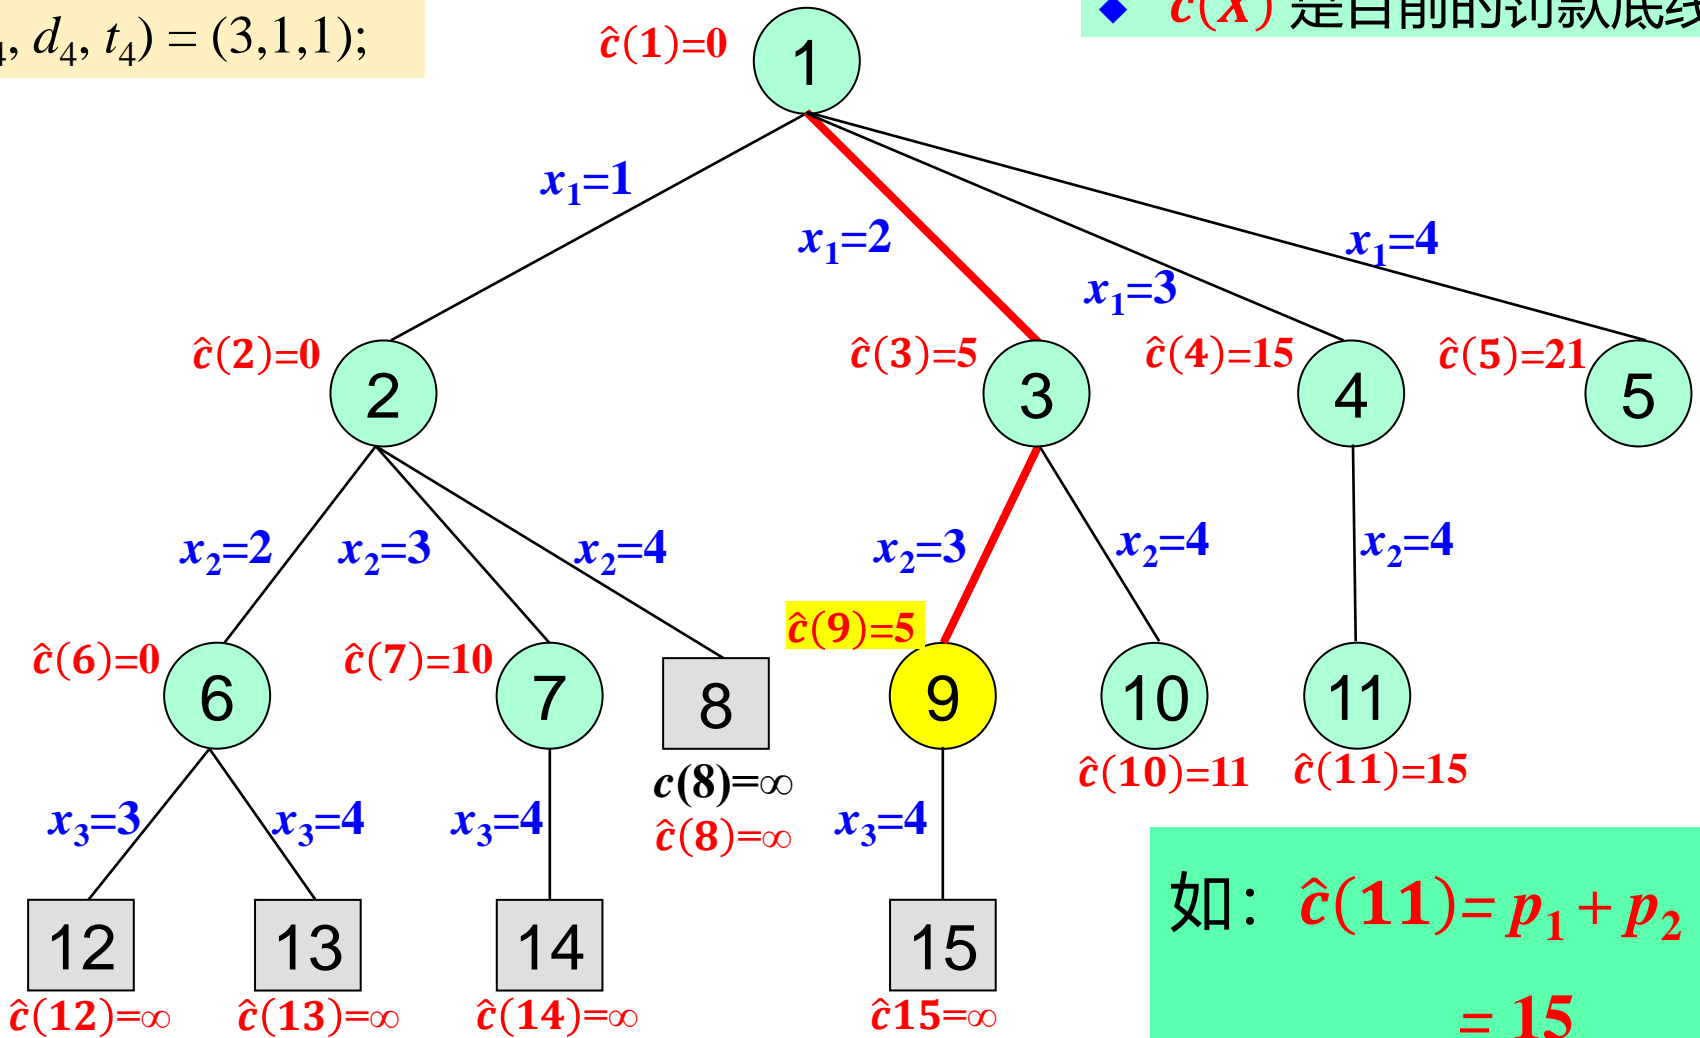 , d₄, t₄) = (3,1,1);
ĉ(X) 是目前的罚款底线
ĉ(1)=0
1
x₁=1
x₁=2
x₁=3
x₁=4
ĉ(2)=0
2
ĉ(3)=5
3
ĉ(4)=15
4
ĉ(5)=21
5
x₂=2
x₂=3
x₂=4
x₂=3
x₂=4
x₂=4
ĉ(6)=0
6
ĉ(7)=10
7
8
c(8)=∞
ĉ(8)=∞
ĉ(9)=5
9
10
ĉ(10)=11
11
ĉ(11)=15
x₃=3
x₃=4
x₃=4
x₃=4
12
13
14
15
ĉ(12)=∞
ĉ(13)=∞
ĉ(14)=∞
ĉ15=∞
如：ĉ(11)= p₁ + p₂
= 15